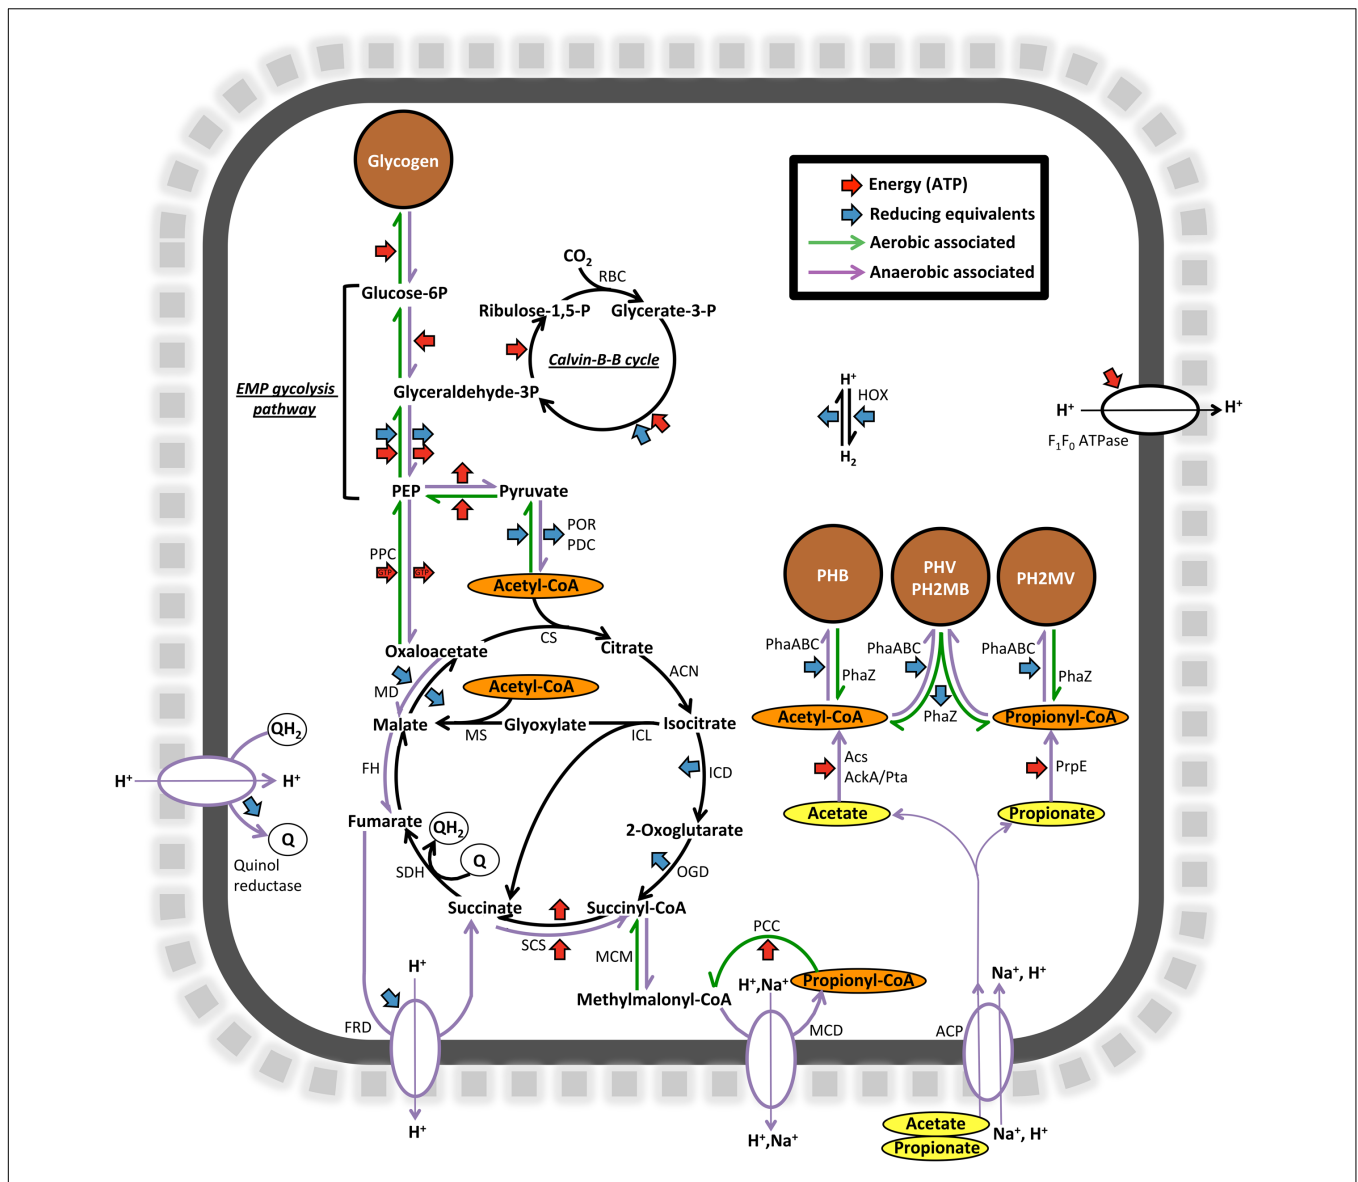 Glycogen
Energy (ATP)
Reducing equivalents
Aerobic associated
Anaerobic associated
CO2
RBC
Glucose-6P
Ribulose-1,5-P
Glycerate-3-P
Calvin-B-B cycle
EMP gycolysis
pathway
Glyceraldehyde-3P
H+
HOX
H2
H+
H+
F1F0 ATPase
PEP
Pyruvate
POR
PDC
PPC
GTP
GTP
Acetyl-CoA
PHB
PHV
PH2MB
PH2MV
CS
Oxaloacetate
Citrate
PhaABC
PhaABC
PhaABC
ACN
PhaZ
PhaZ
MD
Acetyl-CoA
Acetyl-CoA
PhaZ
Propionyl-CoA
Malate
Glyoxylate
Isocitrate
MS
ICL
QH2
FH
ICD
Acs
AckA/Pta
PrpE
H+
H+
Acetate
Propionate
Fumarate
QH2
2-Oxoglutarate
Q
Q
Quinol
reductase
SDH
OGD
Succinate
Succinyl-CoA
SCS
MCM
PCC
H+
H+,Na+
Propionyl-CoA
Na+, H+
Methylmalonyl-CoA
FRD
MCD
ACP
H+
H+,Na+
Acetate
Propionate
Na+, H+